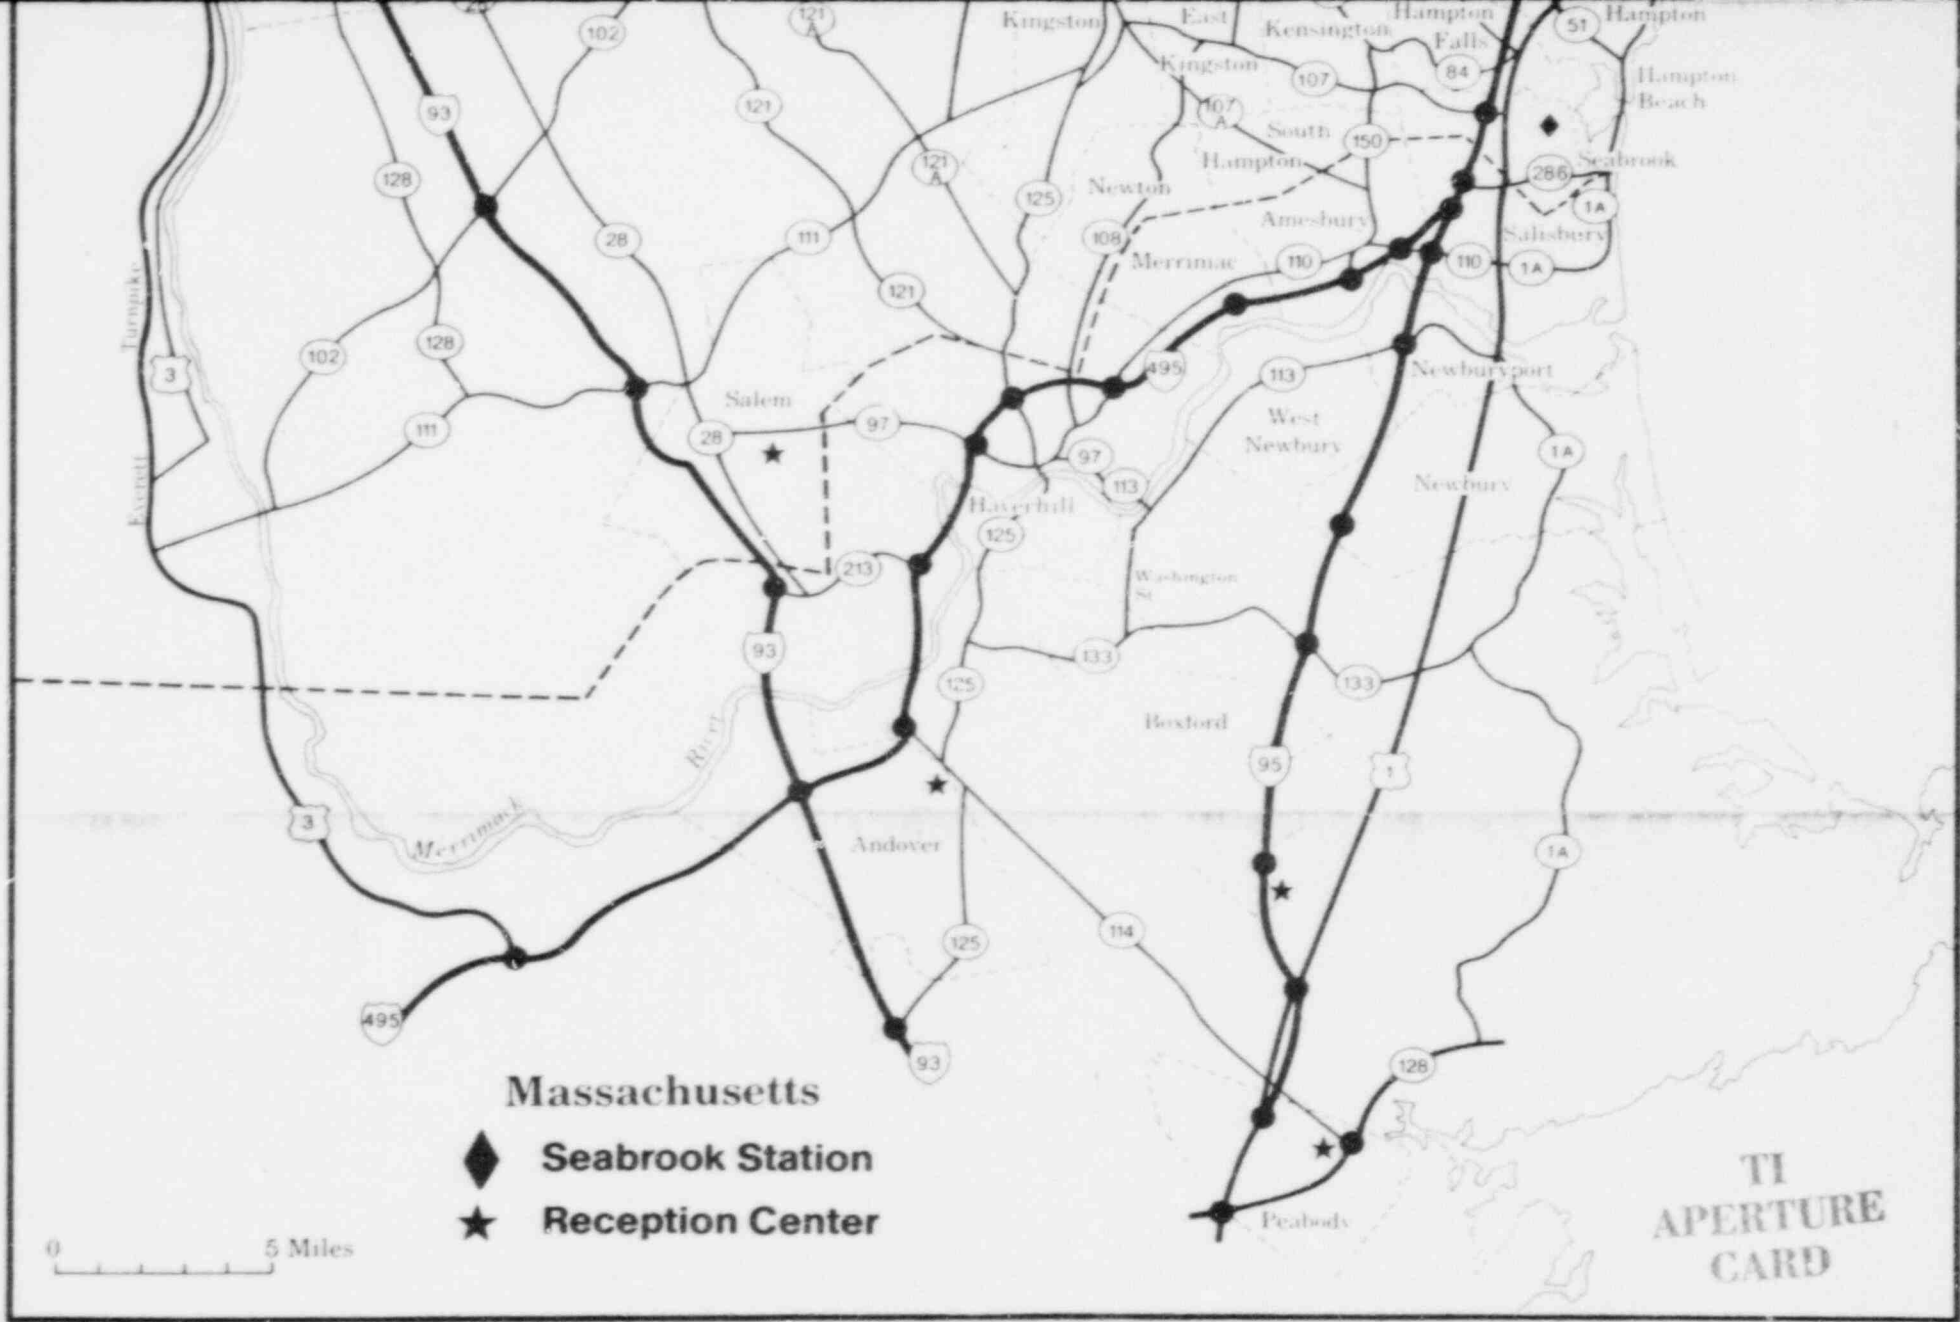 28
121
A
Kingston
East
Kingston
Kensington
Hampton
Falls
51
Hampton
102
107
84
Hampton
Beach
93
121
107
A
South
Hampton
150
128
121
A
125
Newton
286
Seabrook
1A
28
111
108
Amesbury
Salisbury
Merrimac
110
110
1A
121
Turnpike
3
102
128
495
113
Newburyport
Salem
97
West
Newbury
111
28
97
1A
113
Newbury
Everett
Haverhill
125
213
Washington
St
93
133
125
133
Boxford
River
95
1
3
Merrimack
Andover
1A
125
114
495
93
128
Massachusetts
Seabrook Station
Reception Center
0
5 Miles
Peabody
TI
APERTURE
CARD